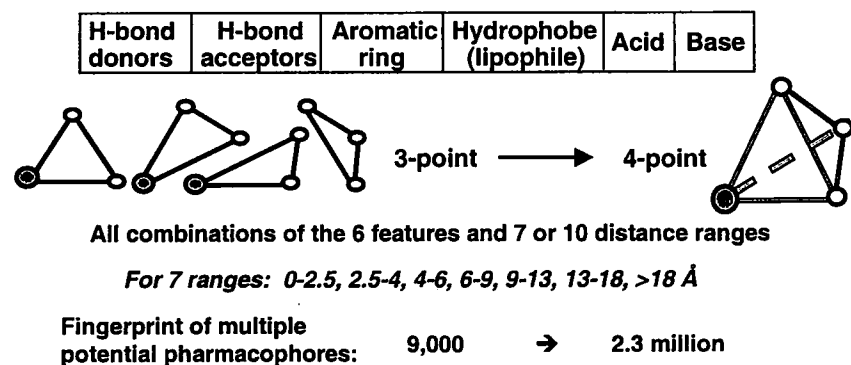 H-bond donors H-bond acceptors Aromatic ring Hydrophobe (lipophile) Acid Base
3-point → 4-point
All combinations of the 6 features and 7 or 10 distance ranges
For 7 ranges: 0-2.5, 2.5-4, 4-6, 6-9, 9-13, 13-18, >18 Å
Fingerprint of multiple
potential pharmacophores: 9,000 → 2.3 million